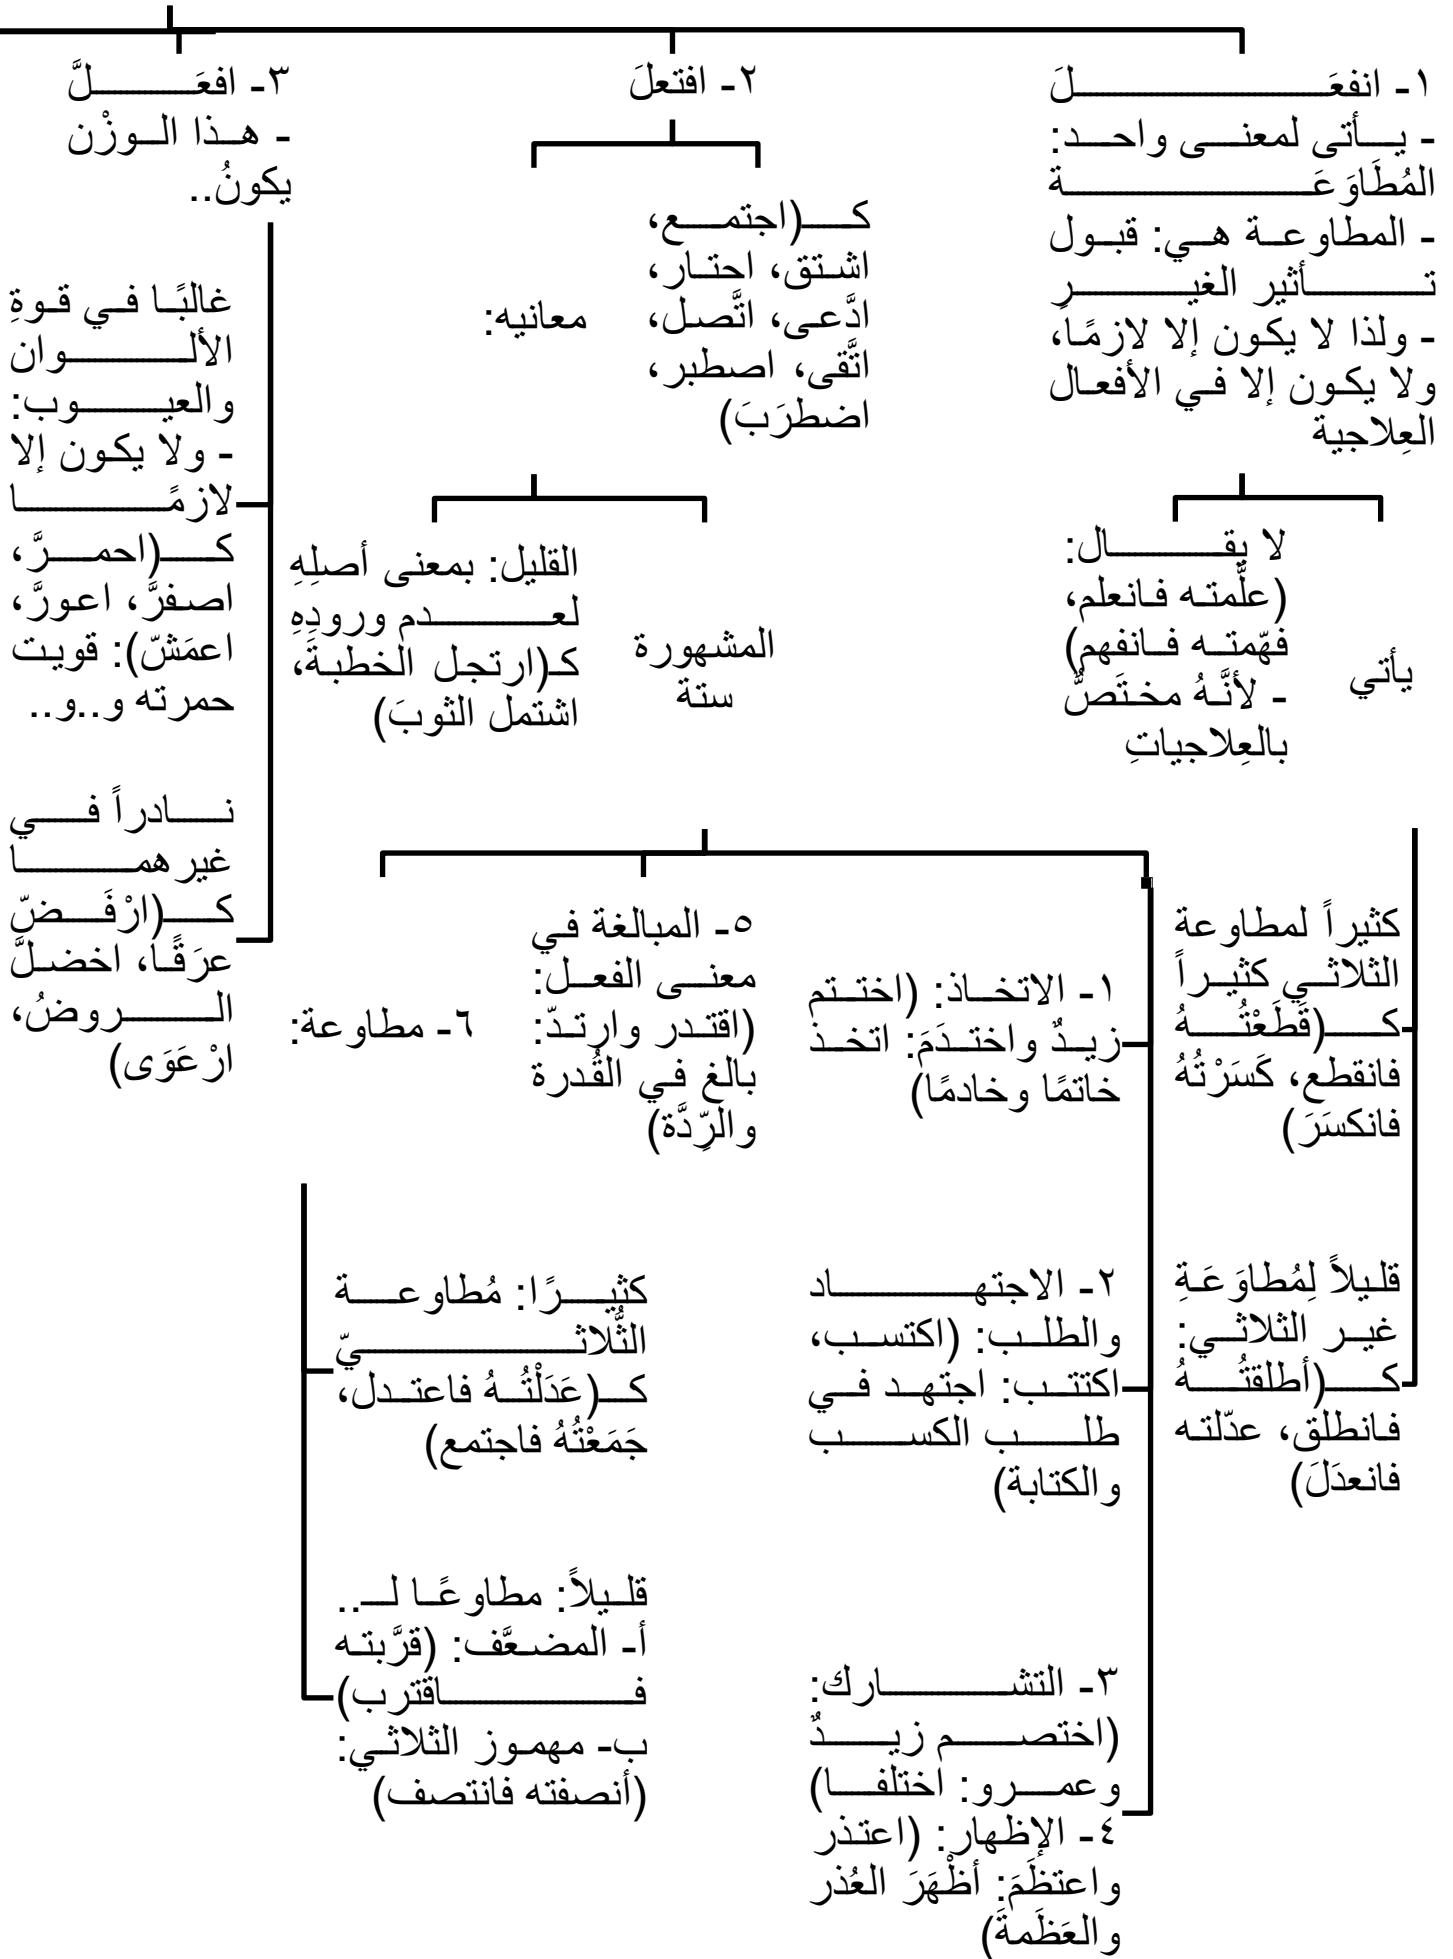 ١- انفعَلَ
- يأتى لمعنى واحد:
المُطَاوَعَة
- المطاوعة هي: قبول
تأثير الغير
- ولذا لا يكون إلا لازمًاً،
ولا يكون إلا في الأفعال
العِلاجية
يأتي
كثيراً لمطاوعة
الثلاثي كثيراً
كـ(قَطَعْتُهُ
فانقطع، كَسَرْتُهُ
فانكسَرَ)
قليلاً لِمُطاوَعَةِ
غير الثلاثي:
كـ(أطلقتُهُ
فانطلق، عدّلته
فانعدَلَ)
لا يقال:
(علَّمته فانعلم،
فهّمته فانفهم)
- لأنَّهُ مختَصٌّ
بالعِلاجياتِ
٢- افتعلَ
كـ(اجتمع،
اشتق، احتار،
ادَّعى، اتَّصل،
اتَّقى، اصطبر،
اضطرَبَ)
معانيه:
المشهورة
ستة
١- الاتخاذ: (اختتم
زيدٌ واختدَمَ: اتخذ
خاتمًا وخادمًا)
٢- الاجتهاد
والطلب: (اكتسب،
اكتتب: اجتهد في
طلب الكسب
والكتابة)
٣- التشارك:
(اختصم زيدٌ
وعمرو: اختلفا)
٤- الإظهار: (اعتذر
واعتظَمَ: أظْهَرَ العُذر
والعَظَمةَ)
٥- المبالغة في
معنى الفعل:
(اقتدر وارتدّ:
بالغ في القُدرة
والرِّدَّة)
٦- مطاوعة:
كثيرًا: مُطاوعة
الثُّلاثيّ
كـ(عَدَلْتُهُ فاعتدل،
جَمَعْتُهُ فاجتمع)
قليلاً: مطاوعًا لـ..
أ- المضعَّف: (قرَّبته
فاقترب)
ب- مهموز الثلاثي:
(أنصفته فانتصف)
القليل: بمعنى أصلِهِ
لعدم ورودِهِ
كـ(ارتجل الخطبةَ،
اشتمل الثوبَ)
٣- افعَلَّ
- هذا الوزْن
يكونُ..
غالبًا في قوةِ
الألوان
والعيوب:
- ولا يكون إلا
لازمًا
كـ(احمرَّ،
اصفرَّ، اعورَّ،
اعمَشّ): قويت
حمرته و..و..
نادراً في
غيرهما
كـ(ارْفَضّ
عرَقًا، اخضلَّ
الروضُ،
ارْعَوَى)